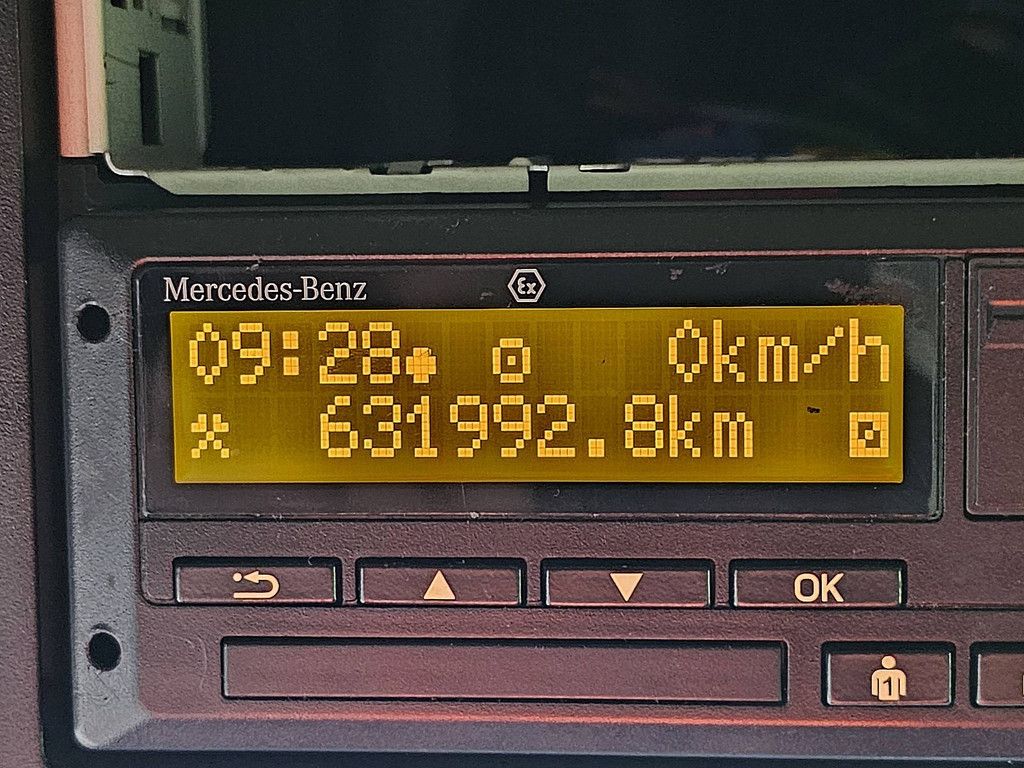 Mercedes-Benz
Ex
09:28 0km/h
631992.8km
OK
1